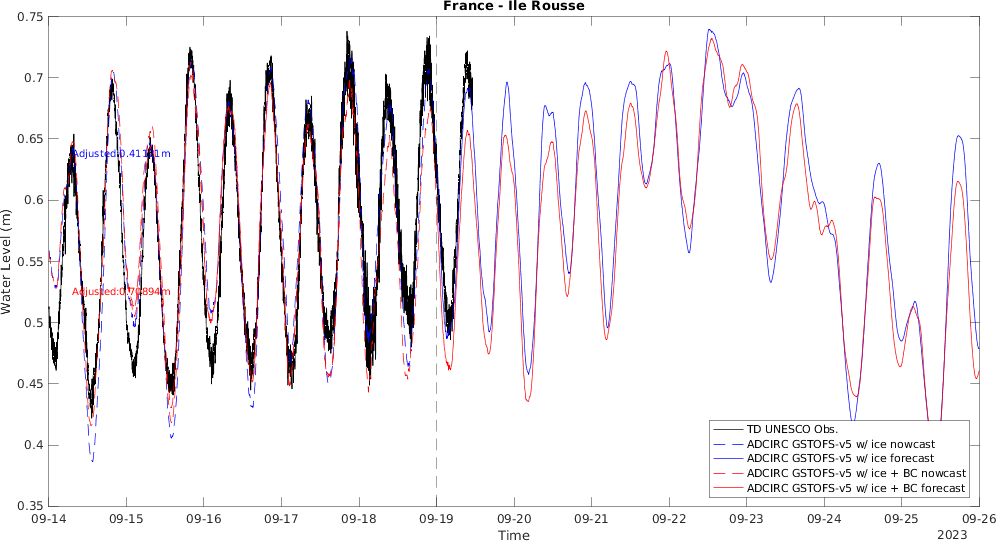 France - Ile Rousse
0.75
0.7
0.65
0.6
0.55
0.5
0.45
0.4
0.35
Water Level (m)
Adjusted:
Adjusted:
TD UNESCO Obs.
ADCIRC GSTOFS-v5 w/ ice nowcast
ADCIRC GSTOFS-v5 w/ ice forecast
ADCIRC GSTOFS-v5 w/ ice + BC nowcast
ADCIRC GSTOFS-v5 w/ ice + BC forecast
09-14 09-15 09-16 09-17 09-18 09-19 09-20 09-21 09-22 09-23 09-24 09-25 09-26
Time
2023